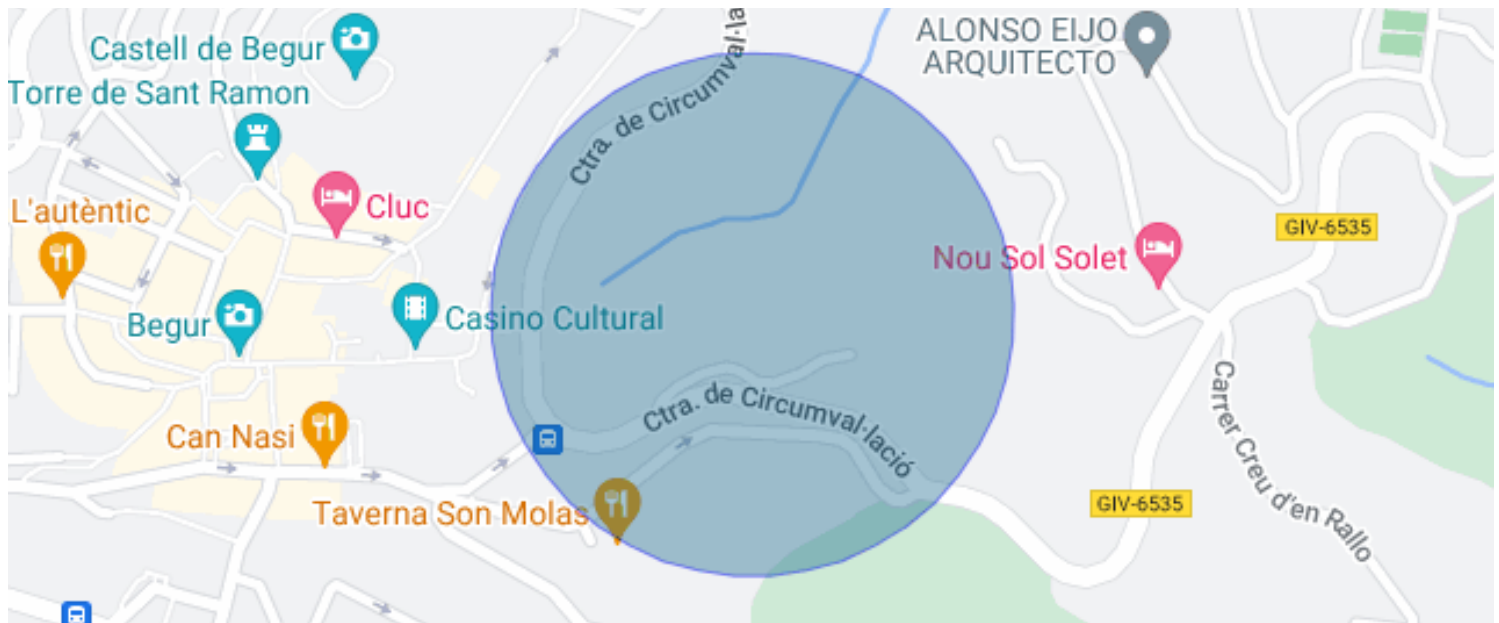 Castell de Begur
Torre de Sant Ramon
Cluc
L'autèntic
Begur
Casino Cultural
Can Nasi
Taverna Son Molas
Ctra. de Circumval·la
Ctra. de Circumval·lació
ALONSO EIJO
ARQUITECTO
Nou Sol Solet
GIV-6535
GIV-6535
Carrer Creu d'en Rallo